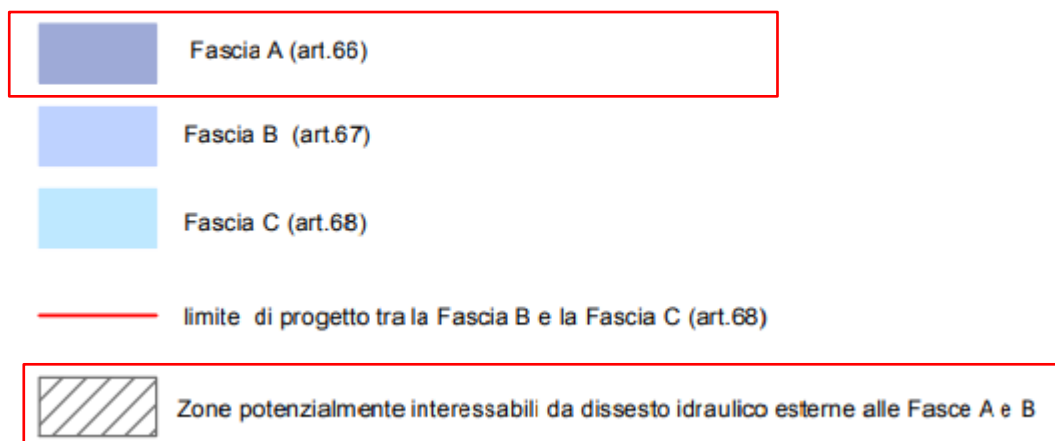 Fascia A (art.66)
Fascia B (art.67)
Fascia C (art.68)
limite di progetto tra la Fascia B e la Fascia C (art.68)
Zone potenzialmente interessabili da dissesto idraulico esterne alle Fasce A e B